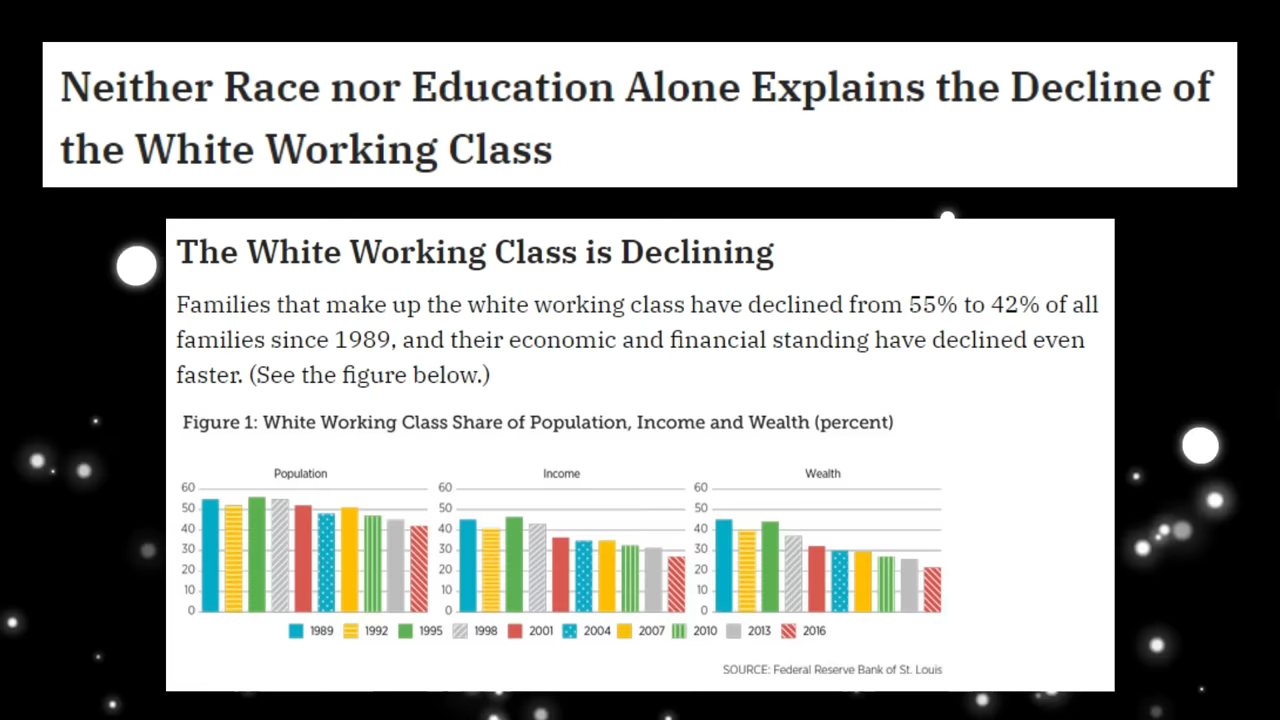 Neither Race nor Education Alone Explains the Decline of
the White Working Class
The White Working Class is Declining
Families that make up the white working class have declined from 55% to 42% of all
families since 1989, and their economic and financial standing have declined even
faster. (See the figure below.)
Figure 1: White Working Class Share of Population, Income and Wealth (percent)
Population
60
50
40
30
20
10
0
Income
60
50
40
30
20
10
0
Wealth
60
50
40
30
20
10
0
1989 1992 1995 1998 2001 2004 2007 2010 2013 2016
SOURCE: Federal Reserve Bank of St. Louis